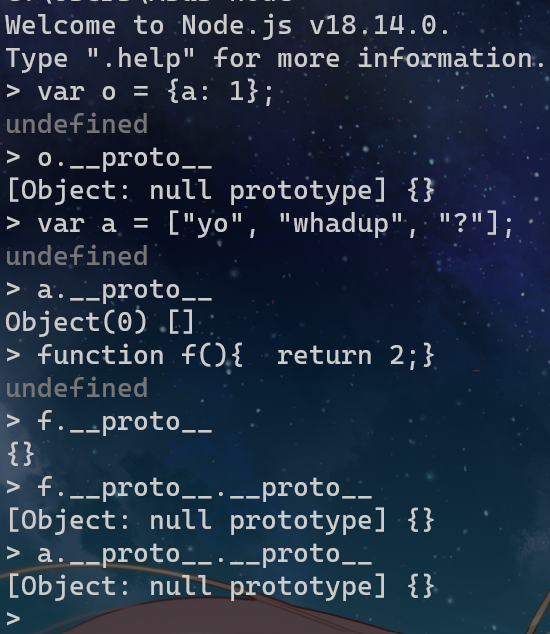 Welcome to Node.js v18.14.0.
Type ".help" for more information.
> var o = {a: 1};
undefined
> o.__proto__
[Object: null prototype] {}
> var a = ["yo", "whadup", "?"];
undefined
> a.__proto__
Object(0) []
> function f(){  return 2;}
undefined
> f.__proto__
{}
> f.__proto__.__proto__
[Object: null prototype] {}
> a.__proto__.__proto__
[Object: null prototype] {}
>